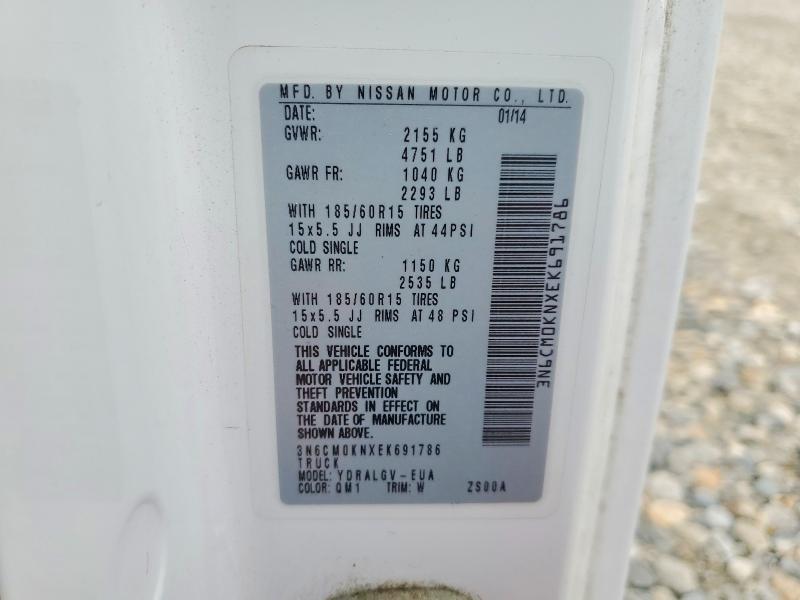 MFD. BY NISSAN MOTOR CO., LTD.
DATE: 01/14
GVWR: 2155 KG
4751 LB
GAWR FR: 1040 KG
2293 LB
WITH 185/60R15 TIRES
15x5.5 JJ RIMS AT 44PSI
COLD SINGLE
GAWR RR: 1150 KG
2535 LB
WITH 185/60R15 TIRES
15x5.5 JJ RIMS AT 48 PSI
COLD SINGLE
THIS VEHICLE CONFORMS TO
ALL APPLICABLE FEDERAL
MOTOR VEHICLE SAFETY AND
THEFT PREVENTION
STANDARDS IN EFFECT ON
THE DATE OF MANUFACTURE
SHOWN ABOVE.
3N6CM0KNXEK691786
TRUCK
MODEL: YDRALGV-EUA
COLOR: QM1 TRIM: W ZS00A
3N6CM0KNXEK691786